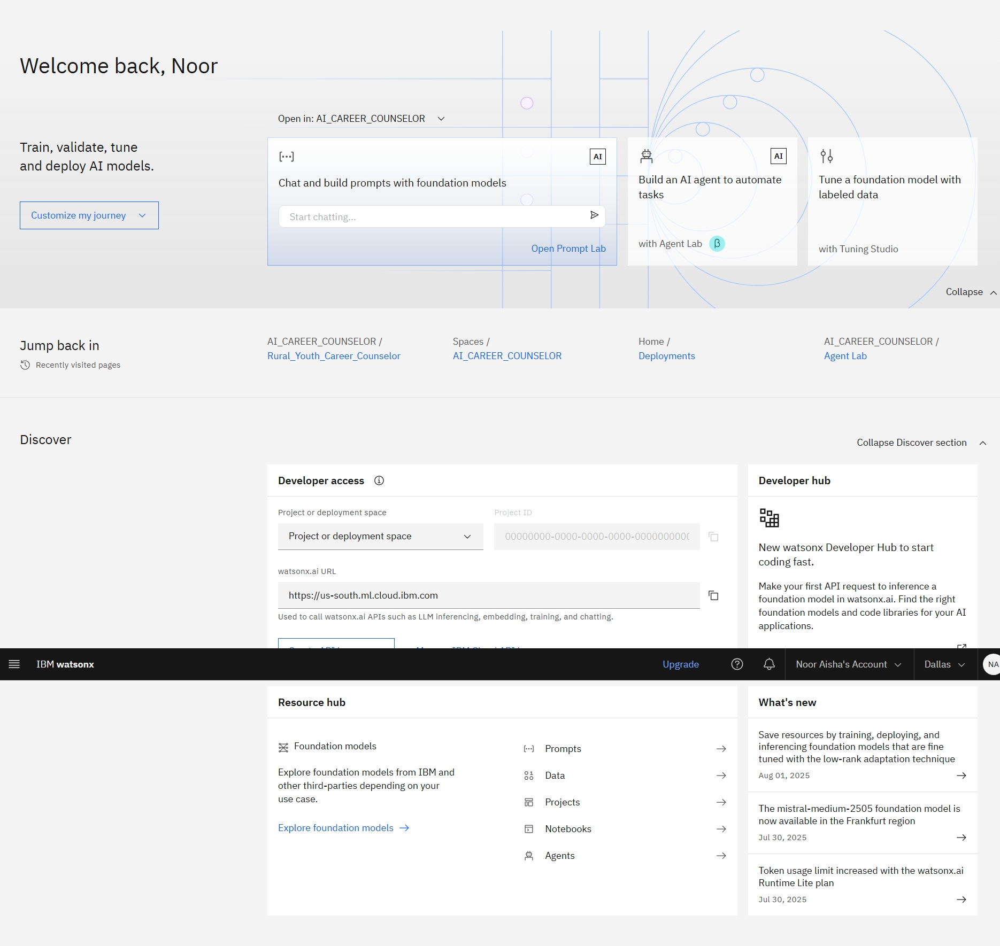 Welcome back, Noor
Train, validate, tune
and deploy AI models.
Customize my journey
Open in: AI_CAREER_COUNSELOR
AI
Chat and build prompts with foundation models
Start chatting...
Open Prompt Lab
AI
Build an AI agent to automate
tasks
with Agent Lab β
Tune a foundation model with
labeled data
with Tuning Studio
Collapse
Jump back in
Recently visited pages
AI_CAREER_COUNSELOR /
Rural_Youth_Career_Counselor
Spaces /
AI_CAREER_COUNSELOR
Home /
Deployments
AI_CAREER_COUNSELOR /
Agent Lab
Discover
Collapse Discover section
Developer access
Project or deployment space
Project or deployment space
Project ID
00000000-0000-0000-0000-0000000000
watsonx.ai URL
https://us-south.ml.cloud.ibm.com
Used to call watsonx.ai APIs such as LLM inferencing, embedding, training, and chatting.
Developer hub
New watsonx Developer Hub to start
coding fast.
Make your first API request to inference a
foundation model in watsonx.ai. Find the right
foundation models and code libraries for your AI
applications.
IBM watsonx
Upgrade
Noor Aisha's Account
Dallas
NA
Resource hub
Foundation models
Explore foundation models from IBM and
other third-parties depending on your
use case.
Explore foundation models
Prompts
Data
Projects
Notebooks
Agents
What's new
Save resources by training, deploying, and
inferencing foundation models that are fine
tuned with the low-rank adaptation technique
Aug 01, 2025
The mistral-medium-2505 foundation model is
now available in the Frankfurt region
Jul 30, 2025
Token usage limit increased with the watsonx.ai
Runtime Lite plan
Jul 30, 2025